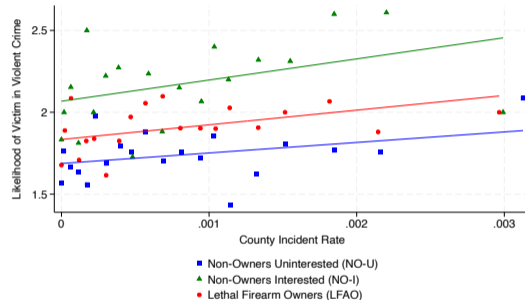 Likelihood of Victim in Violent Crime
2.5
2
1.5
0
.001
.002
.003
County Incident Rate
Non-Owners Uninterested (NO-U)
Non-Owners Interested (NO-I)
Lethal Firearm Owners (LFAO)